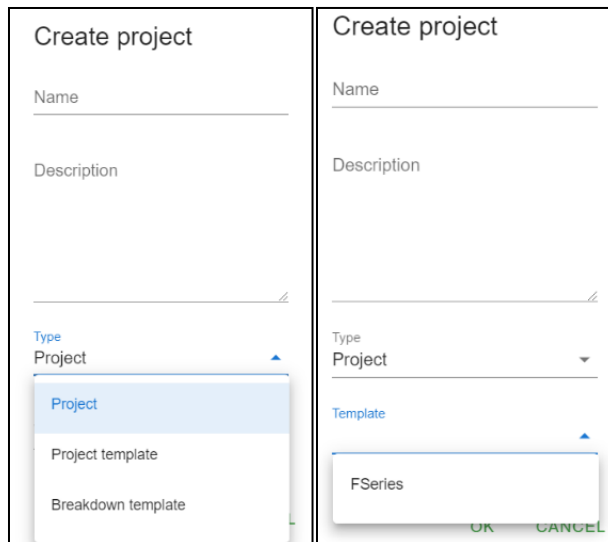 Create project
Name
Description
Type
Project
Project
Project template
Breakdown template
Create project
Name
Description
Type
Project
Template
FSeries
OK CANCEL